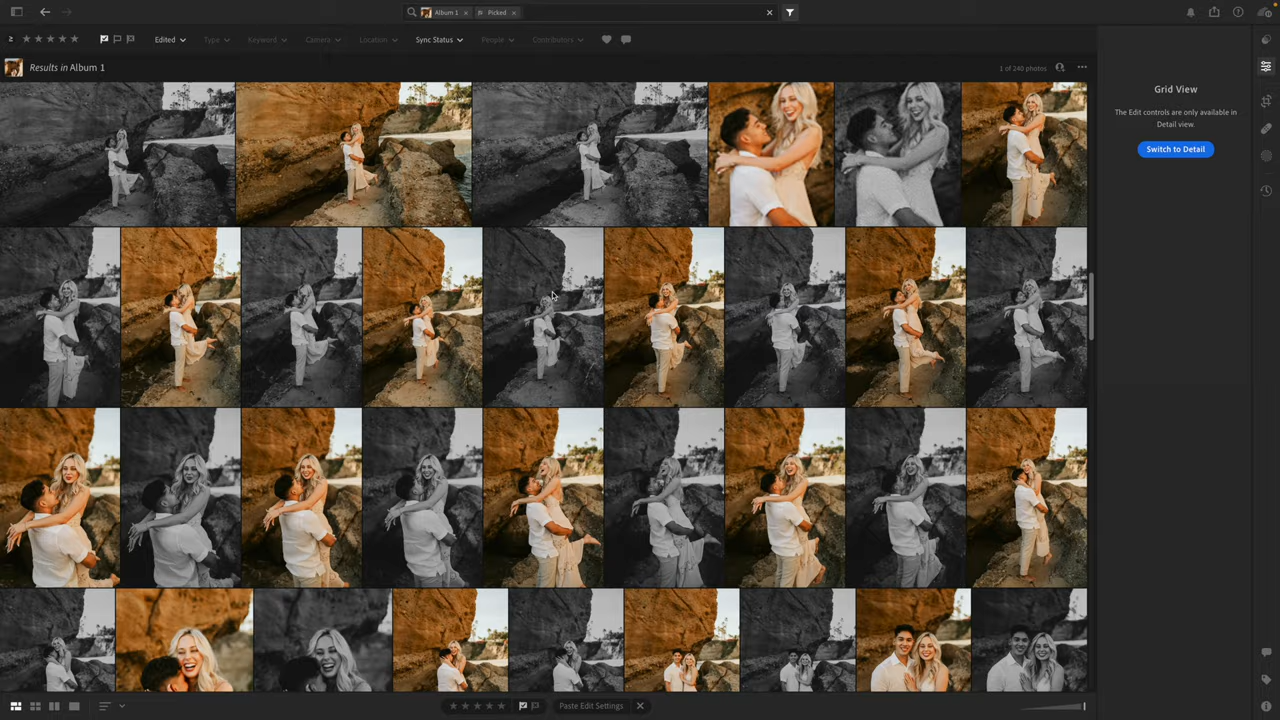 Album 1 × Picked ×
≥ Edited Type Keyword Camera Location Sync Status People Contributors
Results in Album 1
1 of 240 photos
Grid View
The Edit controls are only available in
Detail view.
Switch to Detail
Paste Edit Settings